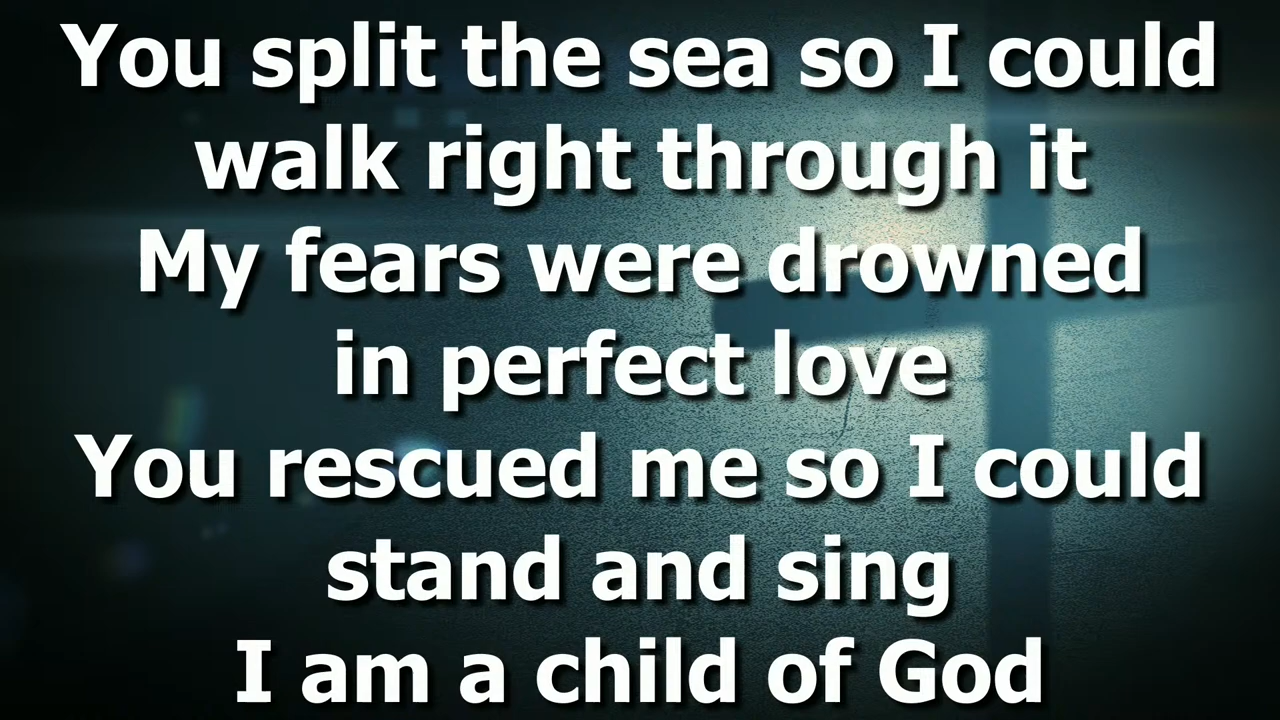 You split the sea so I could
walk right through it
My fears were drowned
in perfect love
You rescued me so I could
stand and sing
I am a child of God